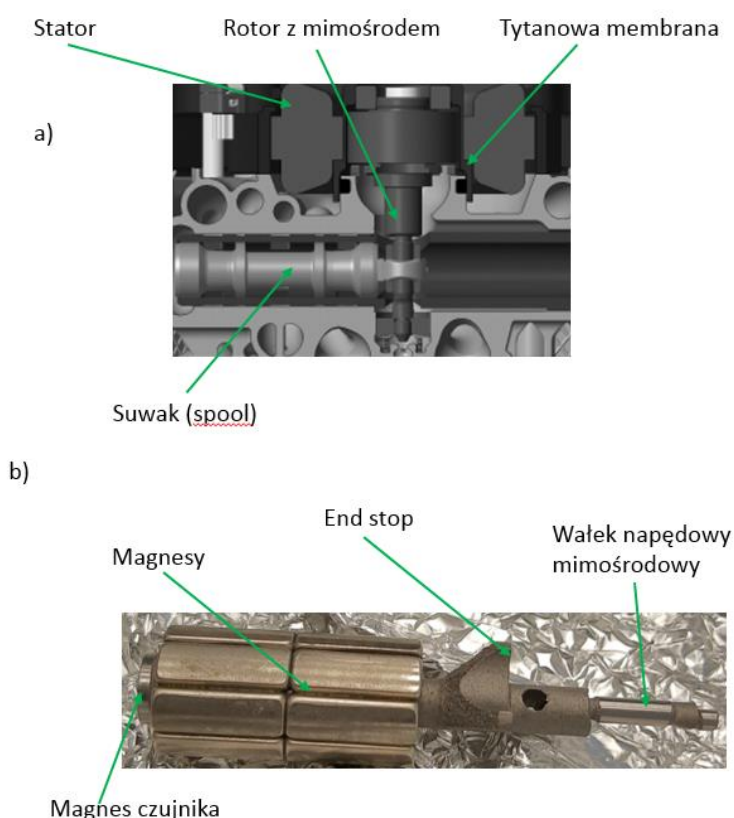 Stator
Rotor z mimośrodem
Tytanowa membrana
a)
Suwak (spool)
b)
End stop
Wałek napędowy
mimośrodowy
Magnesy
Magnes czujnika